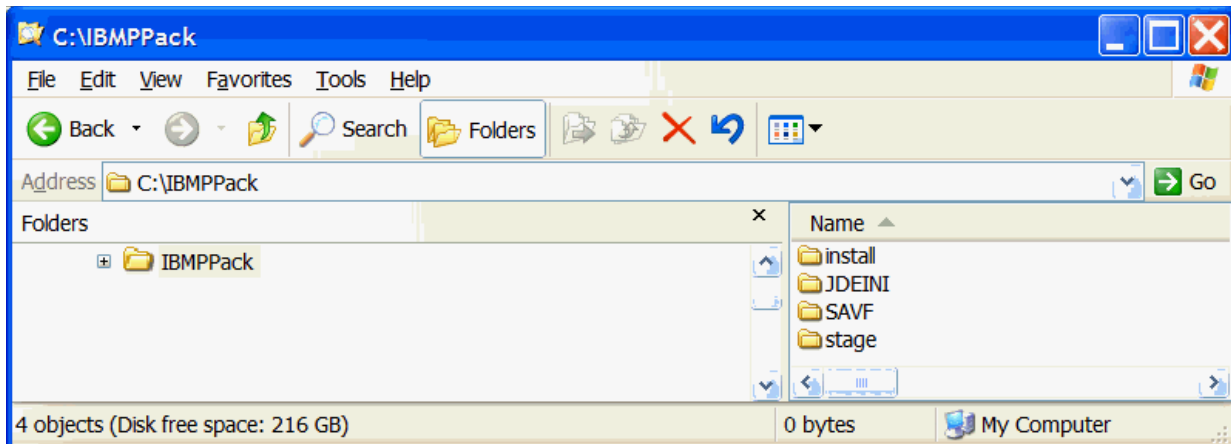 C:\IBMPPack
File Edit View Favorites Tools Help
Back Search Folders
Address C:\IBMPPack Go
Folders x Name
IBMPPack
install
JDEINI
SAVF
stage
4 objects (Disk free space: 216 GB) 0 bytes My Computer